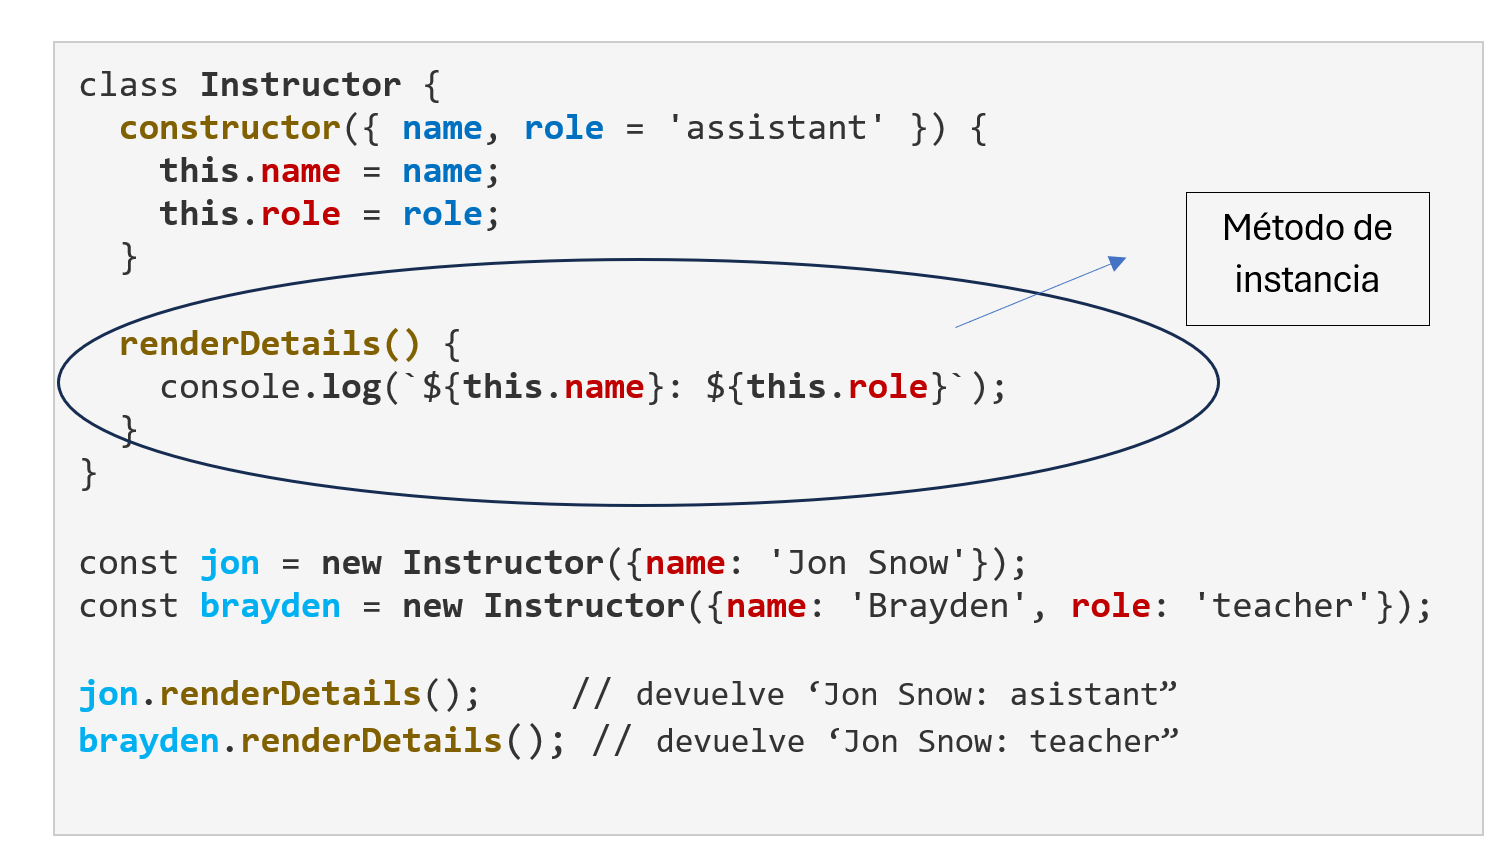 class Instructor {
  constructor({ name, role = 'assistant' }) {
    this.name = name;
    this.role = role;
  }
Método de
instancia
  renderDetails() {
    console.log(`${this.name}: ${this.role}`);
  }
}
const jon = new Instructor({name: 'Jon Snow'});
const brayden = new Instructor({name: 'Brayden', role: 'teacher'});
jon.renderDetails();    // devuelve ‘Jon Snow: asistant”
brayden.renderDetails(); // devuelve ‘Jon Snow: teacher”